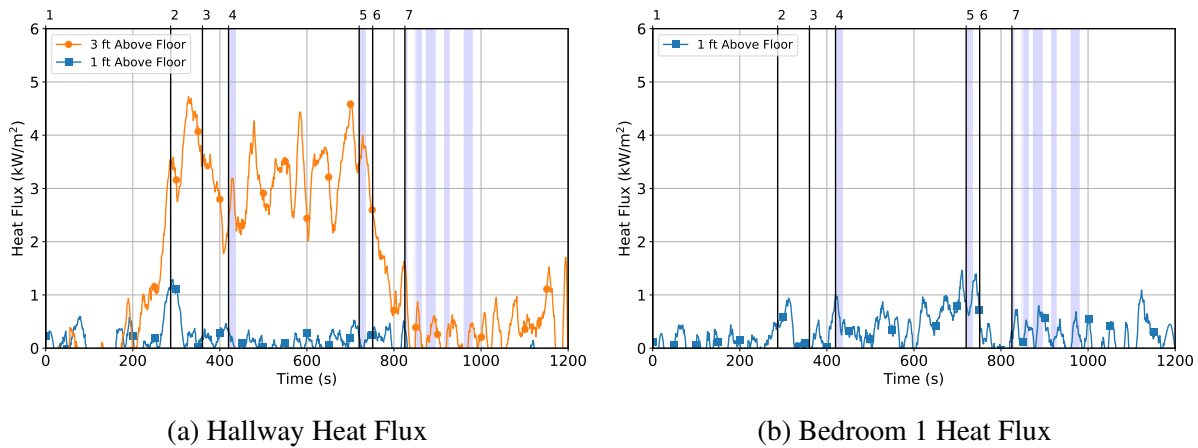 1 2 3 4 5 6 7
6
5
4
3
2
1
0
Heat Flux (kW/m²)
3 ft Above Floor
1 ft Above Floor
0 200 400 600 800 1000 1200
Time (s)
(a) Hallway Heat Flux
1 2 3 4 5 6 7
6
5
4
3
2
1
0
Heat Flux (kW/m²)
1 ft Above Floor
0 200 400 600 800 1000 1200
Time (s)
(b) Bedroom 1 Heat Flux